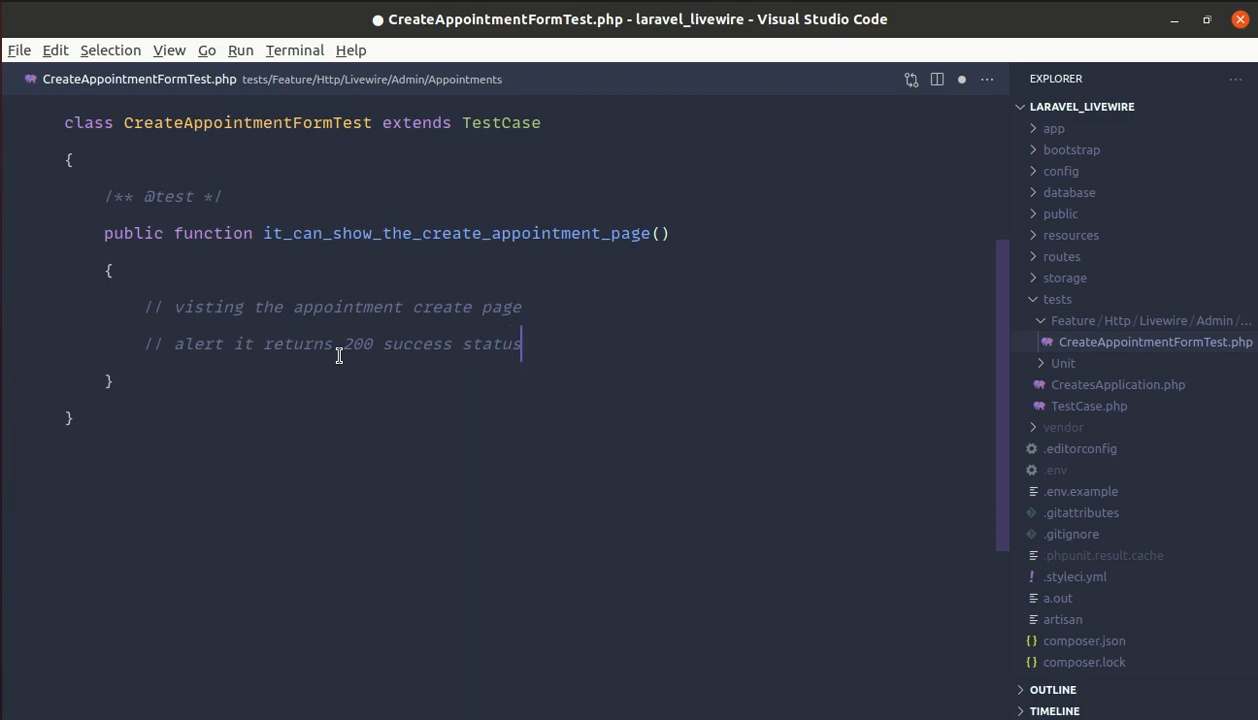 ● CreateAppointmentFormTest.php - laravel_livewire - Visual Studio Code
File Edit Selection View Go Run Terminal Help
CreateAppointmentFormTest.php tests/Feature/Http/Livewire/Admin/Appointments
class CreateAppointmentFormTest extends TestCase
{
/** @test */
public function it_can_show_the_create_appointment_page()
{
// visting the appointment create page
// alert it returns 200 success status
}
}
EXPLORER
LARAVEL_LIVEWIRE
app
bootstrap
config
database
public
resources
routes
storage
tests
Feature / Http / Livewire / Admin /...
CreateAppointmentFormTest.php
Unit
CreatesApplication.php
TestCase.php
vendor
.editorconfig
.env
.env.example
.gitattributes
.gitignore
.phpunit.result.cache
.styleci.yml
a.out
artisan
composer.json
composer.lock
OUTLINE
TIMELINE